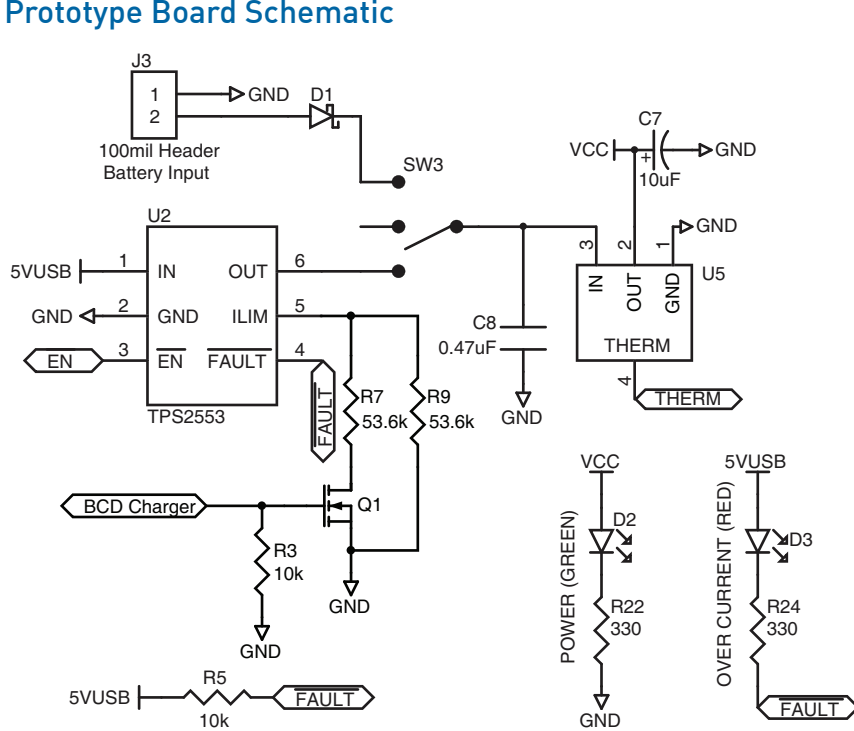 Prototype Board Schematic
J3
1
2
GND
D1
100mil Header
Battery Input
SW3
C7
VCC
+
10uF
GND
U2
5VUSB
1
IN
OUT
6
GND
2
GND
ILIM
5
EN
3
EN
FAULT
4
TPS2553
FAULT
R7
53.6k
R9
53.6k
C8
0.47uF
GND
3
2
1
GND
IN
OUT
GND
U5
THERM
4
THERM
BCD Charger
Q1
R3
10k
GND
GND
VCC
POWER (GREEN)
D2
R22
330
GND
5VUSB
OVER CURRENT (RED)
D3
R24
330
FAULT
5VUSB
R5
10k
FAULT